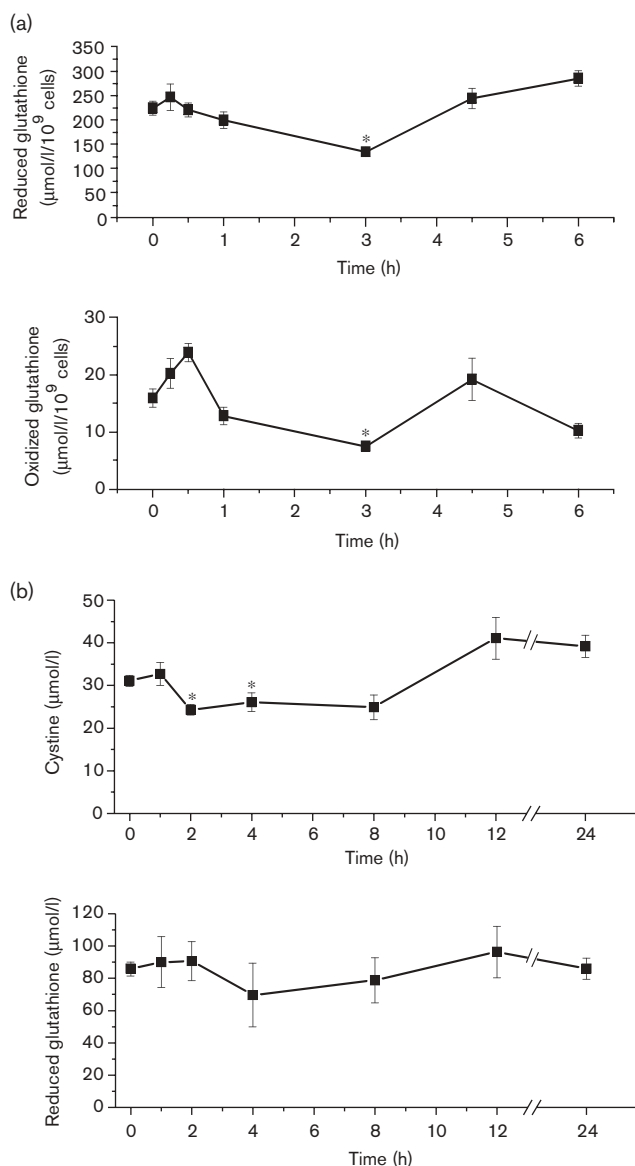 (a)
Reduced glutathione
(μmol/l/10⁹ cells)
350
300
250
200
150
100
50
0
*
0 1 2 3 4 5 6
Time (h)
Oxidized glutathione
(μmol/l/10⁹ cells)
30
20
10
0
*
0 1 2 3 4 5 6
Time (h)
(b)
Cystine (μmol/l)
50
40
30
20
10
0
* *
0 2 4 6 8 10 12 24
Time (h)
Reduced glutathione (μmol/l)
120
100
80
60
40
20
0
0 2 4 6 8 10 12 24
Time (h)